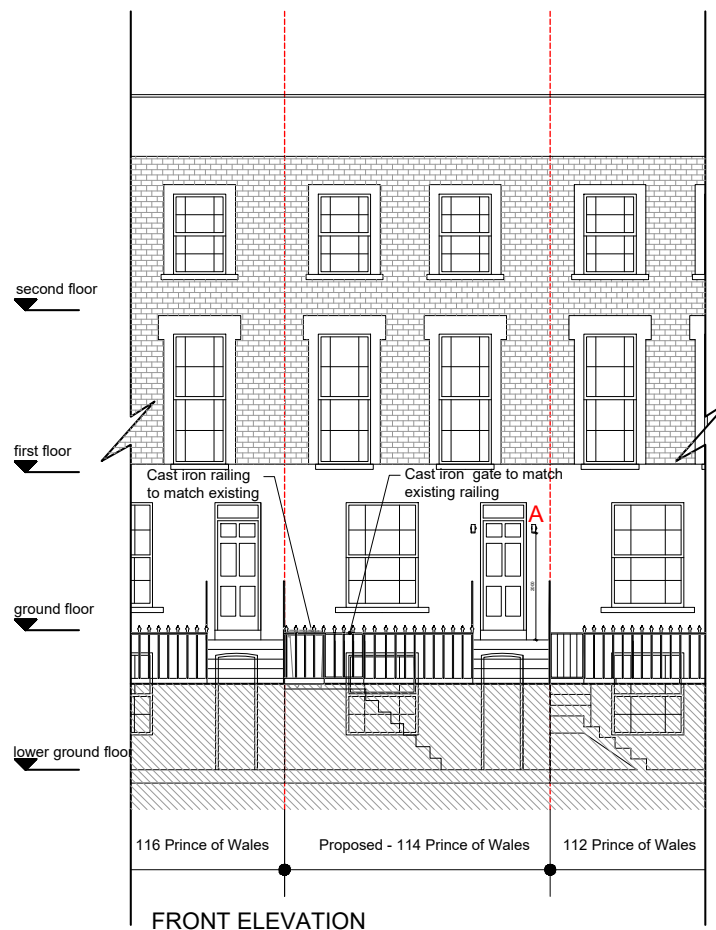 second floor
first floor
Cast iron railing
to match existing
Cast iron gate to match
existing railing
A
ground floor
lower ground floor
116 Prince of Wales
Proposed - 114 Prince of Wales
112 Prince of Wales
FRONT ELEVATION